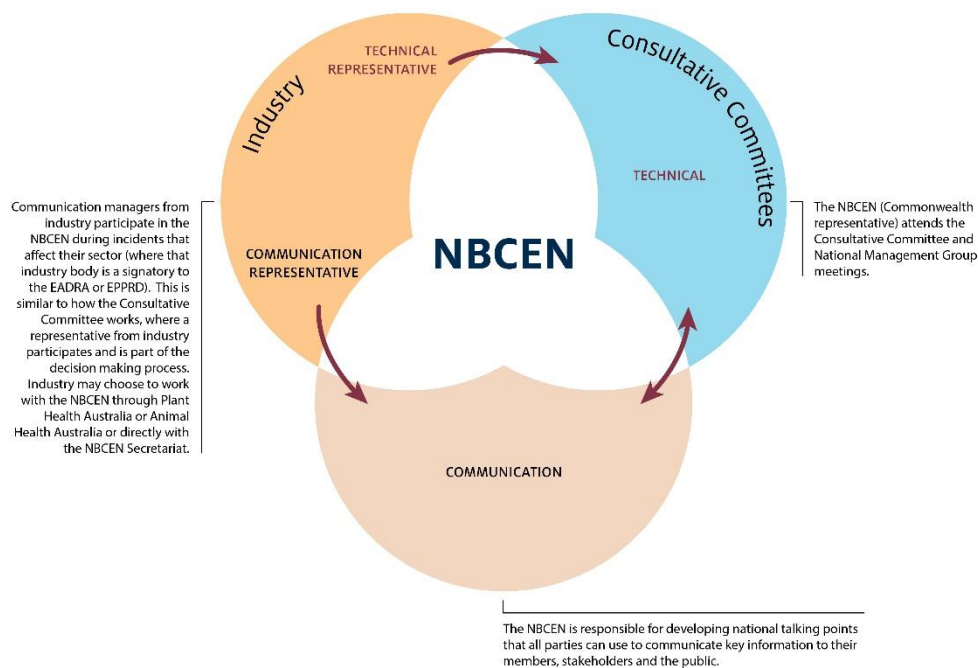 TECHNICAL
REPRESENTATIVE
Industry
Consultative Committees
TECHNICAL
Communication managers from
industry participate in the
NBCEN during incidents that
affect their sector (where that
industry body is a signatory to
the EADRA or EPPRD). This is
similar to how the Consultative
Committee works, where a
representative from industry
participates and is part of the
decision making process.
Industry may choose to work
with the NBCEN through Plant
Health Australia or Animal
Health Australia or directly with
the NBCEN Secretariat.
COMMUNICATION
REPRESENTATIVE
NBCEN
The NBCEN (Commonwealth
representative) attends the
Consultative Committee and
National Management Group
meetings.
COMMUNICATION
The NBCEN is responsible for developing national talking points
that all parties can use to communicate key information to their
members, stakeholders and the public.